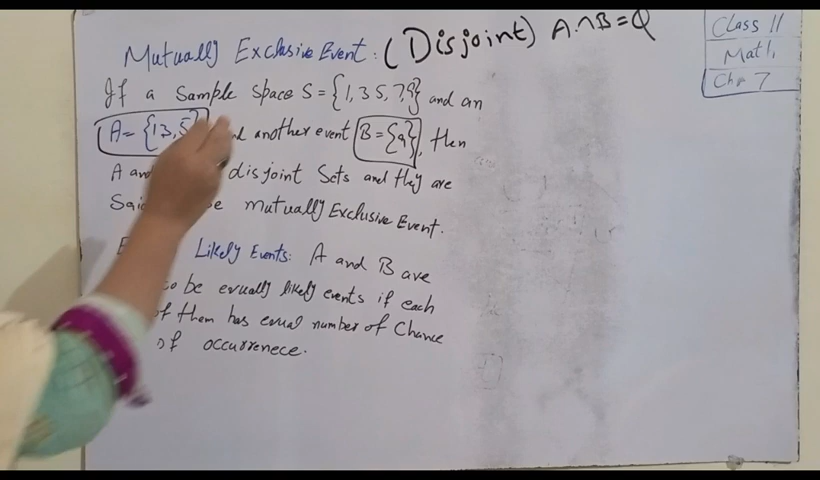 Mutually Exclusive Event: (Disjoint) A∩B=Q
Class 11
Math
Cha 7
If a Sample Space S = {1, 3 5, 7, 9} and an
A = {1 3, 5 another event B = {9}, then
A disjoint Sets and they are
Said mutually Exclusive Event.
Likely Events: A and B are
be equally likely events if each
of them has equal number of Chance
of occurrenece.